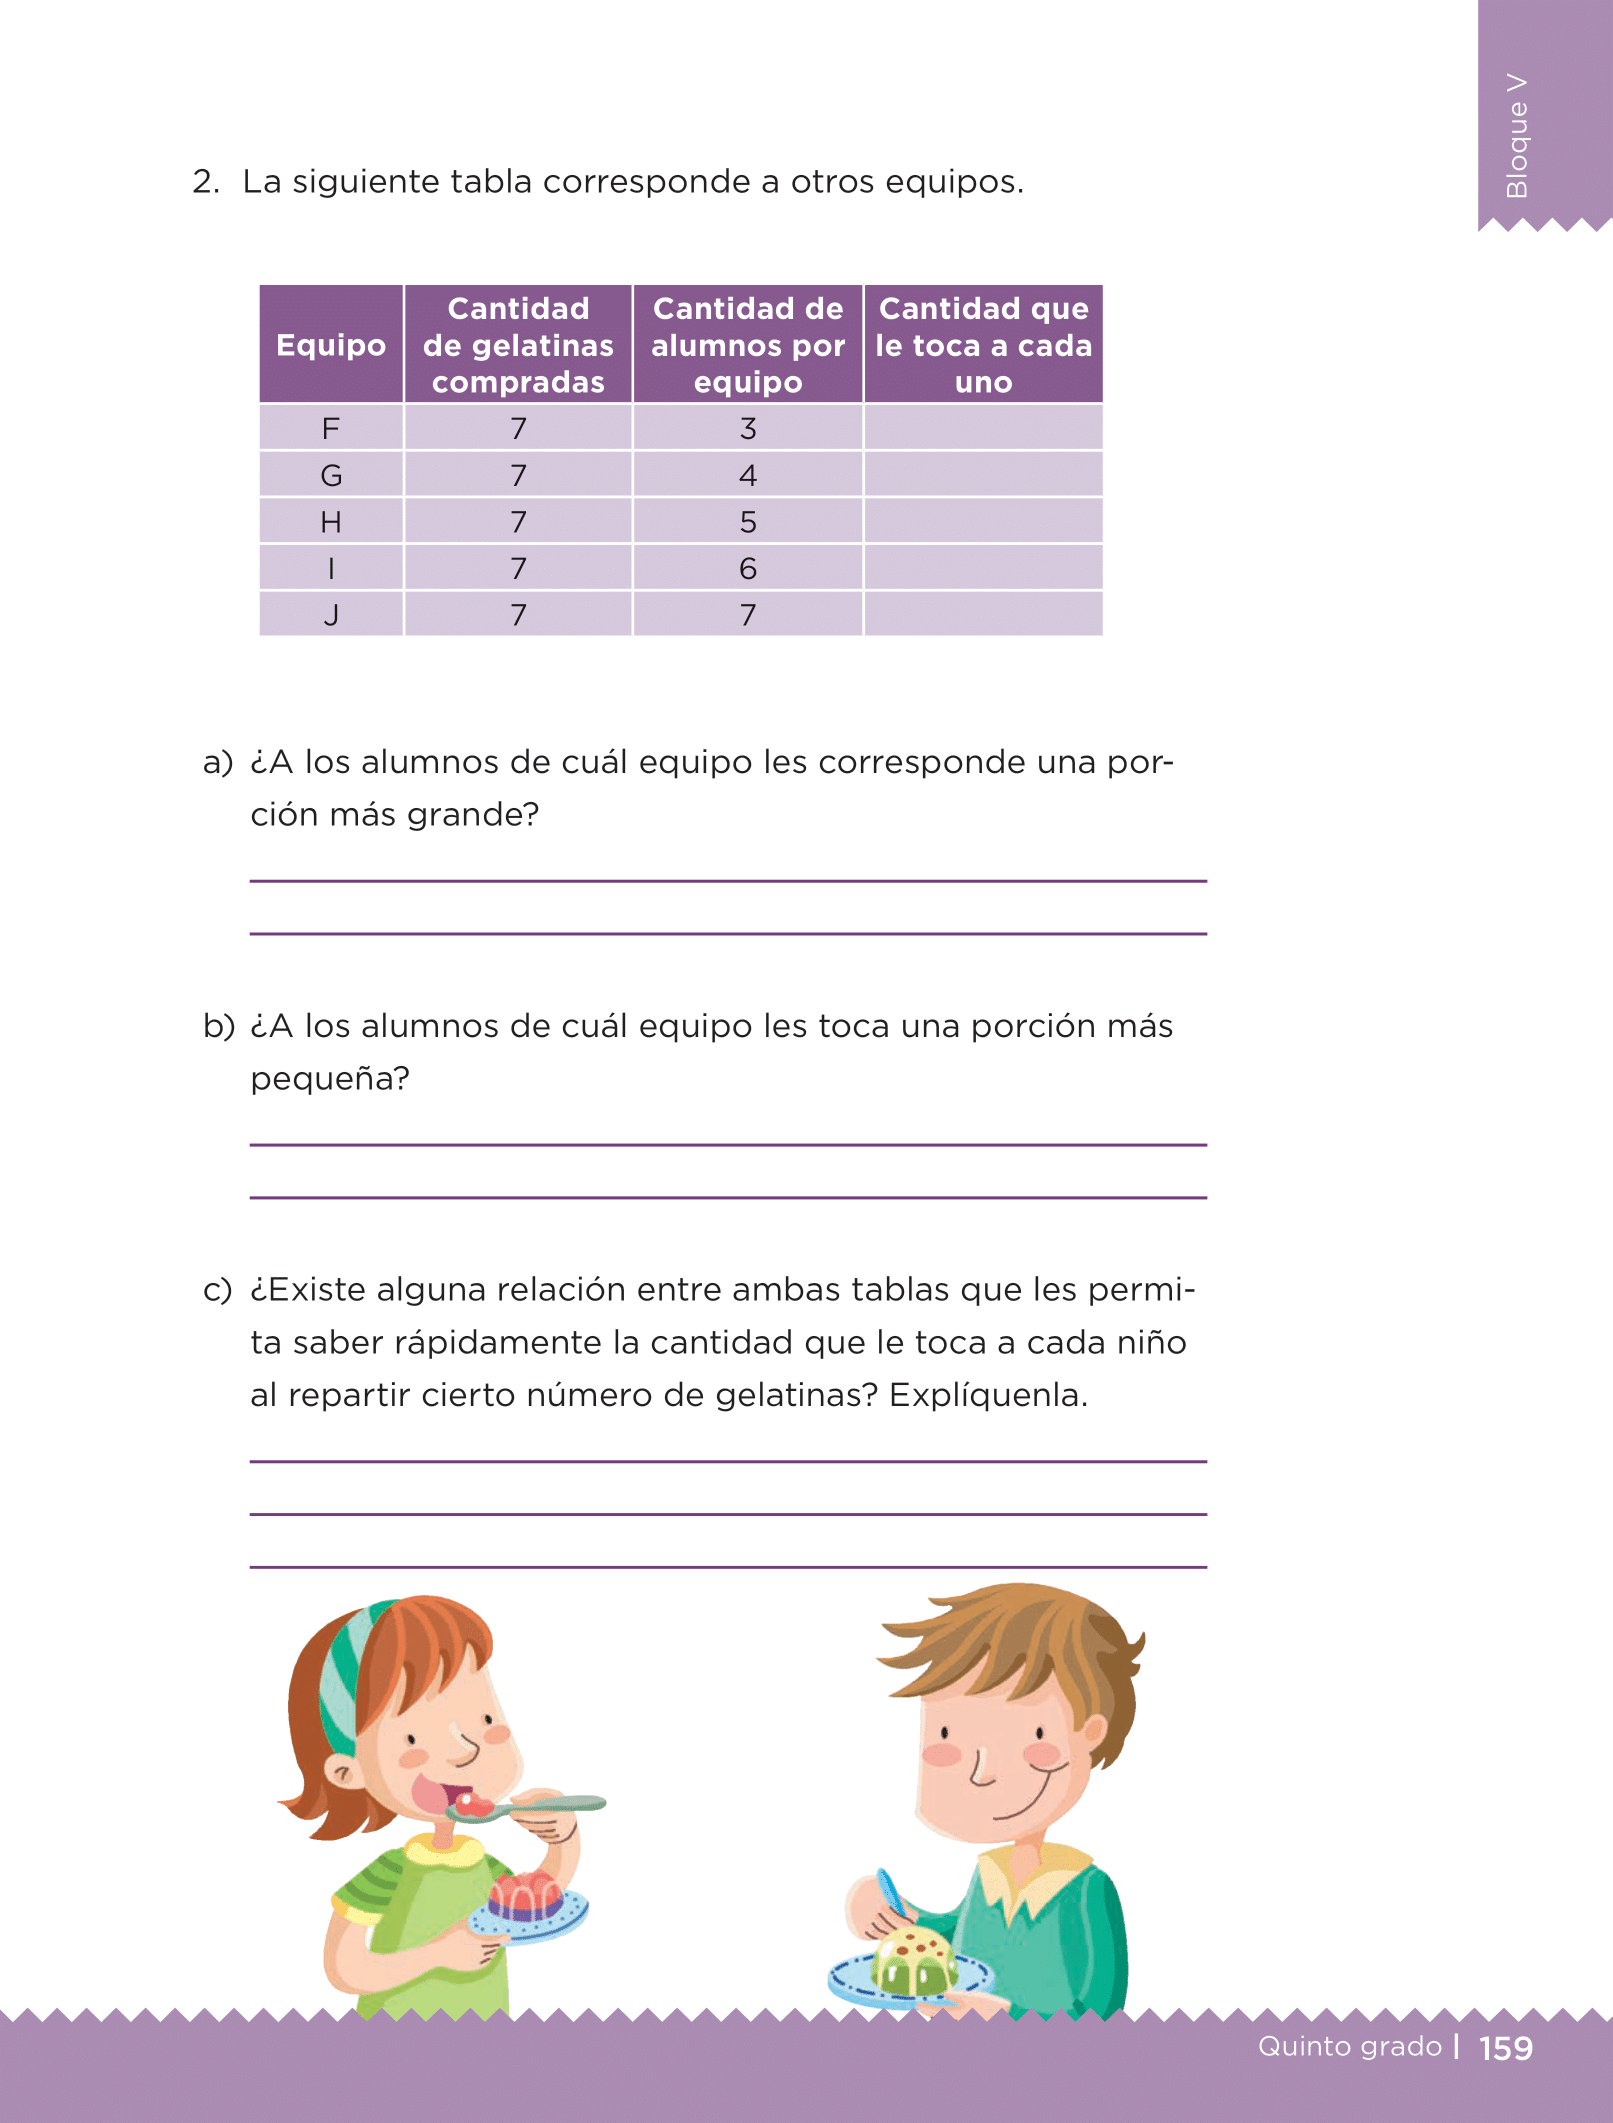 Bloque V
2. La siguiente tabla corresponde a otros equipos.
Equipo
Cantidad
de gelatinas
compradas
Cantidad de
alumnos por
equipo
Cantidad que
le toca a cada
uno
F 7 3
G 7 4
H 7 5
I 7 6
J 7 7
a) ¿A los alumnos de cuál equipo les corresponde una por-
ción más grande?
b) ¿A los alumnos de cuál equipo les toca una porción más
pequeña?
c) ¿Existe alguna relación entre ambas tablas que les permi-
ta saber rápidamente la cantidad que le toca a cada niño
al repartir cierto número de gelatinas? Explíquenla.
Quinto grado | 159